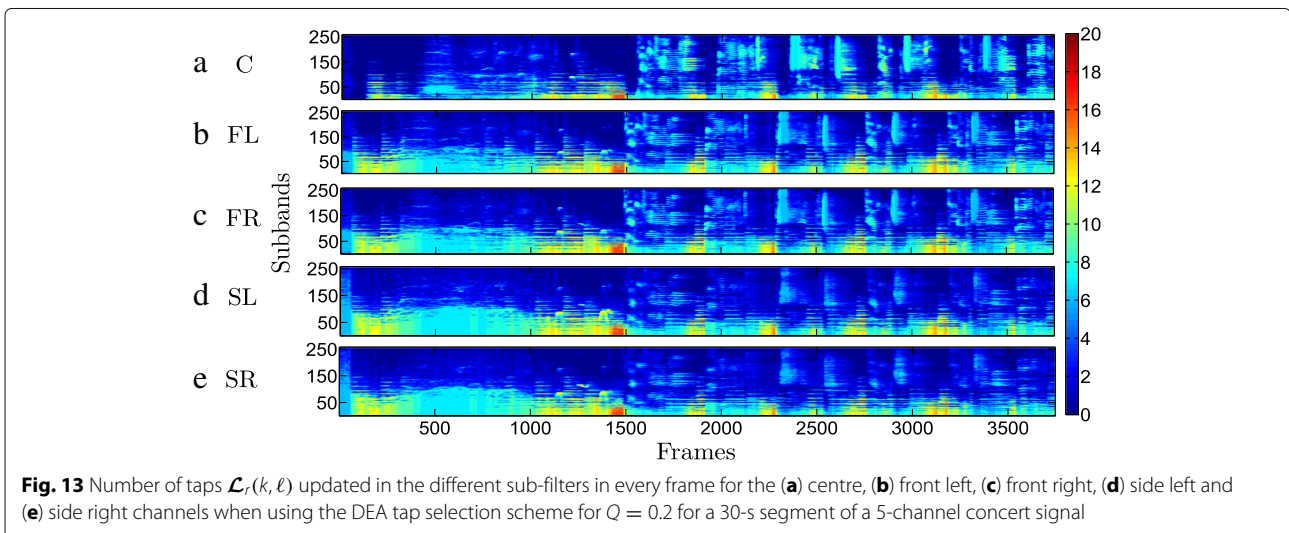 a C
250
150
50
b FL
250
150
50
c FR
250
150
50
d SL
250
150
50
e SR
250
150
50
Subbands
500 1000 1500 2000 2500 3000 3500
Frames
20
18
16
14
12
10
8
6
4
2
0
Fig. 13 Number of taps 𝓛r(k, ℓ) updated in the different sub-filters in every frame for the (a) centre, (b) front left, (c) front right, (d) side left and
(e) side right channels when using the DEA tap selection scheme for Q = 0.2 for a 30-s segment of a 5-channel concert signal